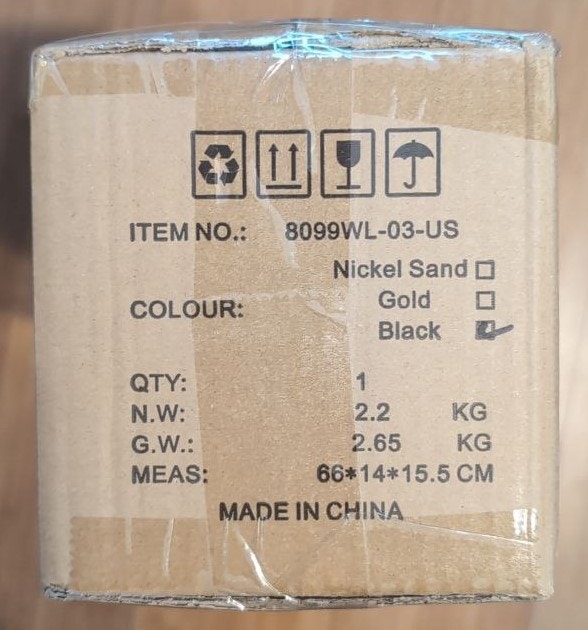 ITEM NO.: 8099WL-03-US
Nickel Sand
COLOUR: Gold
Black
QTY: 1
N.W: 2.2 KG
G.W.: 2.65 KG
MEAS: 66*14*15.5 CM
MADE IN CHINA